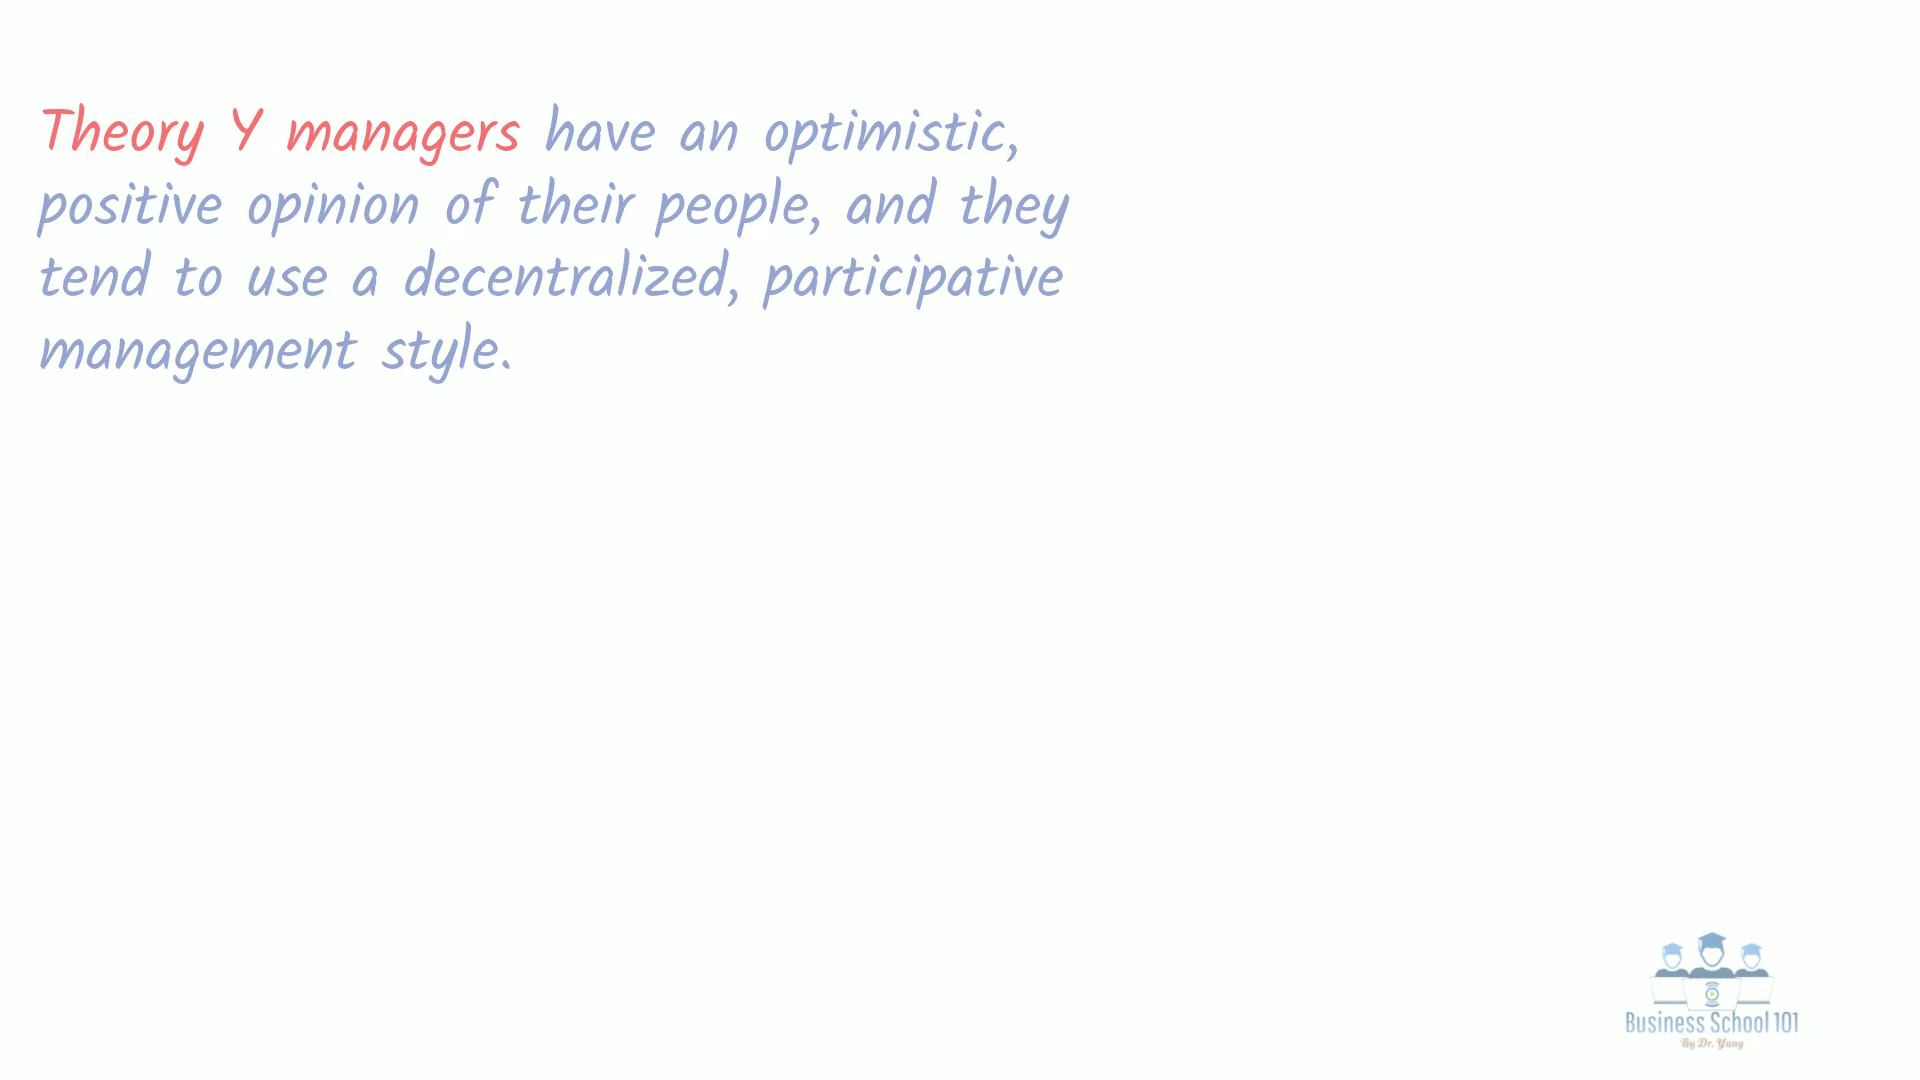 Theory Y managers have an optimistic,
positive opinion of their people, and they
tend to use a decentralized, participative
management style.
Business School 101
By Dr. Yang